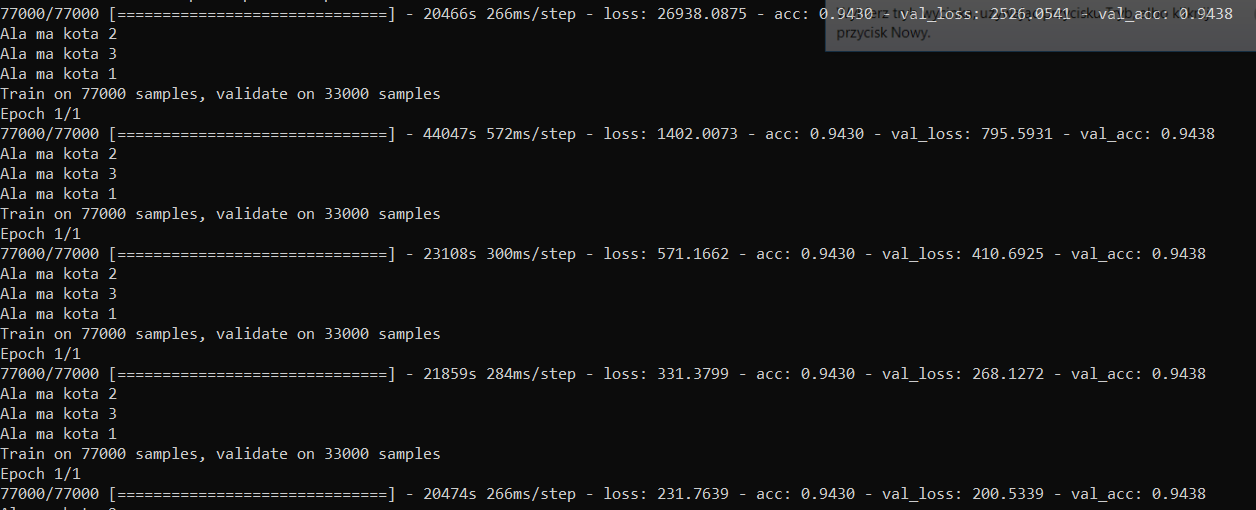 77000/77000 [==============================] - 20466s 266ms/step - loss: 26938.0875 - acc: 0.9430 - val_loss: 2526.0541 - val_acc: 0.9438
przycisk Nowy.
Ala ma kota 2
Ala ma kota 3
Ala ma kota 1
Train on 77000 samples, validate on 33000 samples
Epoch 1/1
77000/77000 [==============================] - 44047s 572ms/step - loss: 1402.0073 - acc: 0.9430 - val_loss: 795.5931 - val_acc: 0.9438
Ala ma kota 2
Ala ma kota 3
Ala ma kota 1
Train on 77000 samples, validate on 33000 samples
Epoch 1/1
77000/77000 [==============================] - 23108s 300ms/step - loss: 571.1662 - acc: 0.9430 - val_loss: 410.6925 - val_acc: 0.9438
Ala ma kota 2
Ala ma kota 3
Ala ma kota 1
Train on 77000 samples, validate on 33000 samples
Epoch 1/1
77000/77000 [==============================] - 21859s 284ms/step - loss: 331.3799 - acc: 0.9430 - val_loss: 268.1272 - val_acc: 0.9438
Ala ma kota 2
Ala ma kota 3
Ala ma kota 1
Train on 77000 samples, validate on 33000 samples
Epoch 1/1
77000/77000 [==============================] - 20474s 266ms/step - loss: 231.7639 - acc: 0.9430 - val_loss: 200.5339 - val_acc: 0.9438